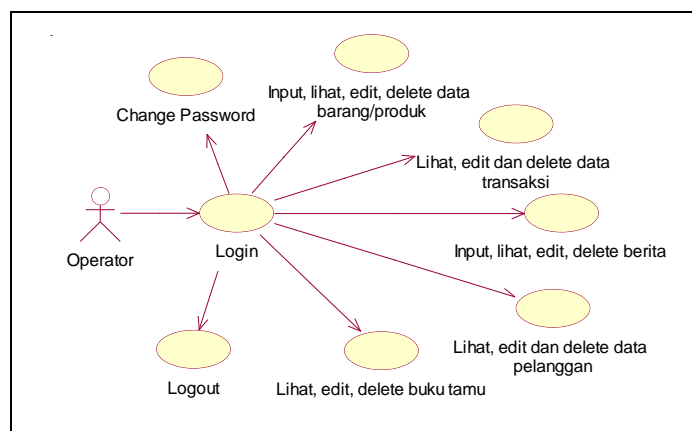 Change Password
Input, lihat, edit, delete data
barang/produk
Lihat, edit dan delete data
transaksi
Operator
Login
Input, lihat, edit, delete berita
Lihat, edit dan delete data
pelanggan
Logout
Lihat, edit, delete buku tamu